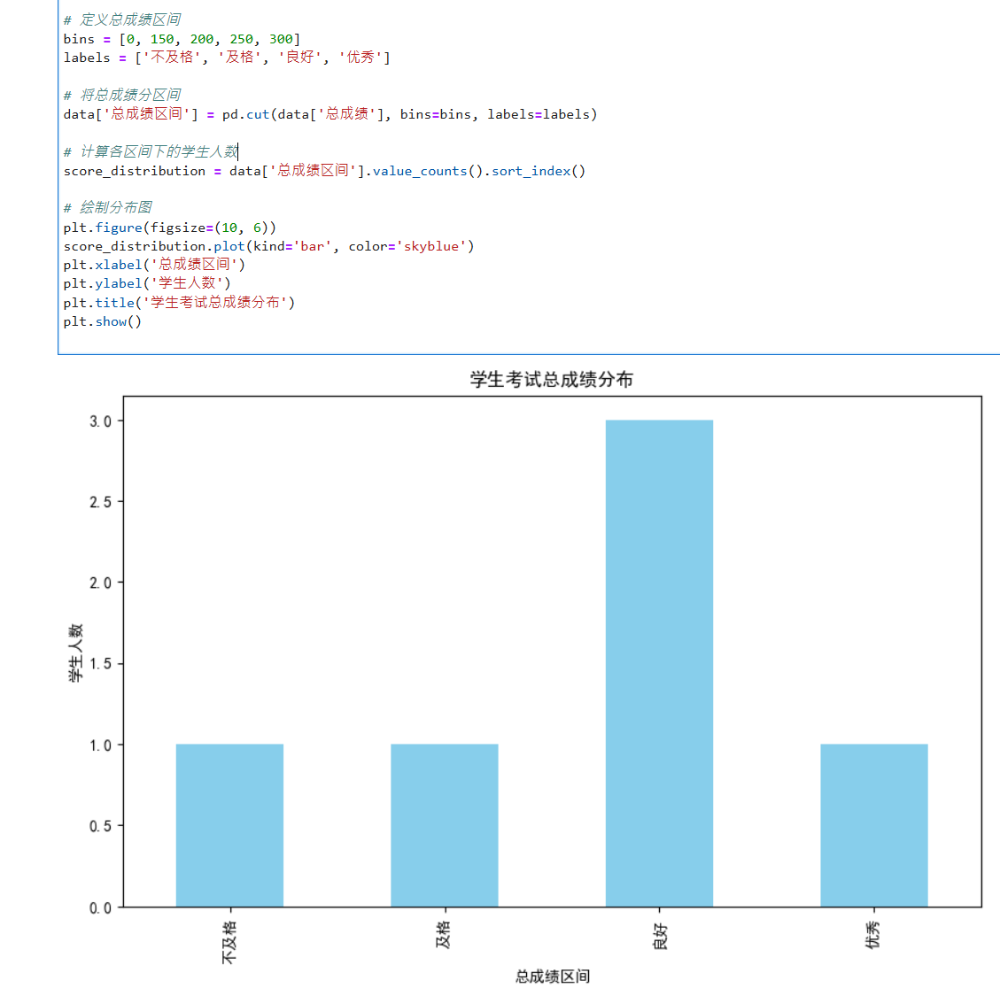 # 定义总成绩区间
bins = [0, 150, 200, 250, 300]
labels = ['不及格', '及格', '良好', '优秀']
# 将总成绩分区间
data['总成绩区间'] = pd.cut(data['总成绩'], bins=bins, labels=labels)
# 计算各区间下的学生人数
score_distribution = data['总成绩区间'].value_counts().sort_index()
# 绘制分布图
plt.figure(figsize=(10, 6))
score_distribution.plot(kind='bar', color='skyblue')
plt.xlabel('总成绩区间')
plt.ylabel('学生人数')
plt.title('学生考试总成绩分布')
plt.show()
学生考试总成绩分布
3.0
2.5
2.0
1.5
1.0
0.5
0.0
学生人数
不及格
及格
良好
优秀
总成绩区间